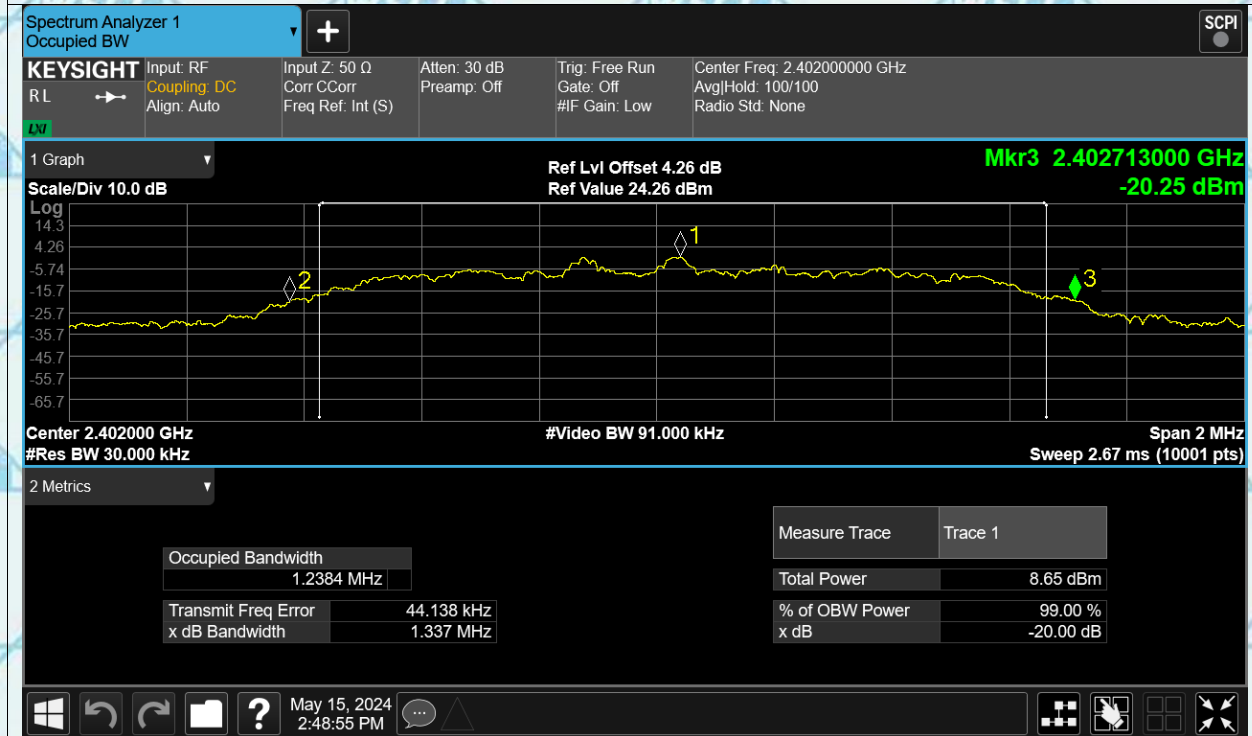 Spectrum Analyzer 1
Occupied BW
SCPI
KEYSIGHT
RL
LXI
Input: RF
Coupling: DC
Align: Auto
Input Z: 50 Ω
Corr CCorr
Freq Ref: Int (S)
Atten: 30 dB
Preamp: Off
Trig: Free Run
Gate: Off
#IF Gain: Low
Center Freq: 2.402000000 GHz
Avg|Hold: 100/100
Radio Std: None
1 Graph
Scale/Div 10.0 dB
Ref Lvl Offset 4.26 dB
Ref Value 24.26 dBm
Mkr3 2.402713000 GHz
-20.25 dBm
Log
14.3
4.26
-5.74
-15.7
-25.7
-35.7
-45.7
-55.7
-65.7
1
2
3
Center 2.402000 GHz
#Res BW 30.000 kHz
#Video BW 91.000 kHz
Span 2 MHz
Sweep 2.67 ms (10001 pts)
2 Metrics
Occupied Bandwidth
1.2384 MHz
Transmit Freq Error 44.138 kHz
x dB Bandwidth 1.337 MHz
Measure Trace Trace 1
Total Power 8.65 dBm
% of OBW Power 99.00 %
x dB -20.00 dB
?
May 15, 2024
2:48:55 PM